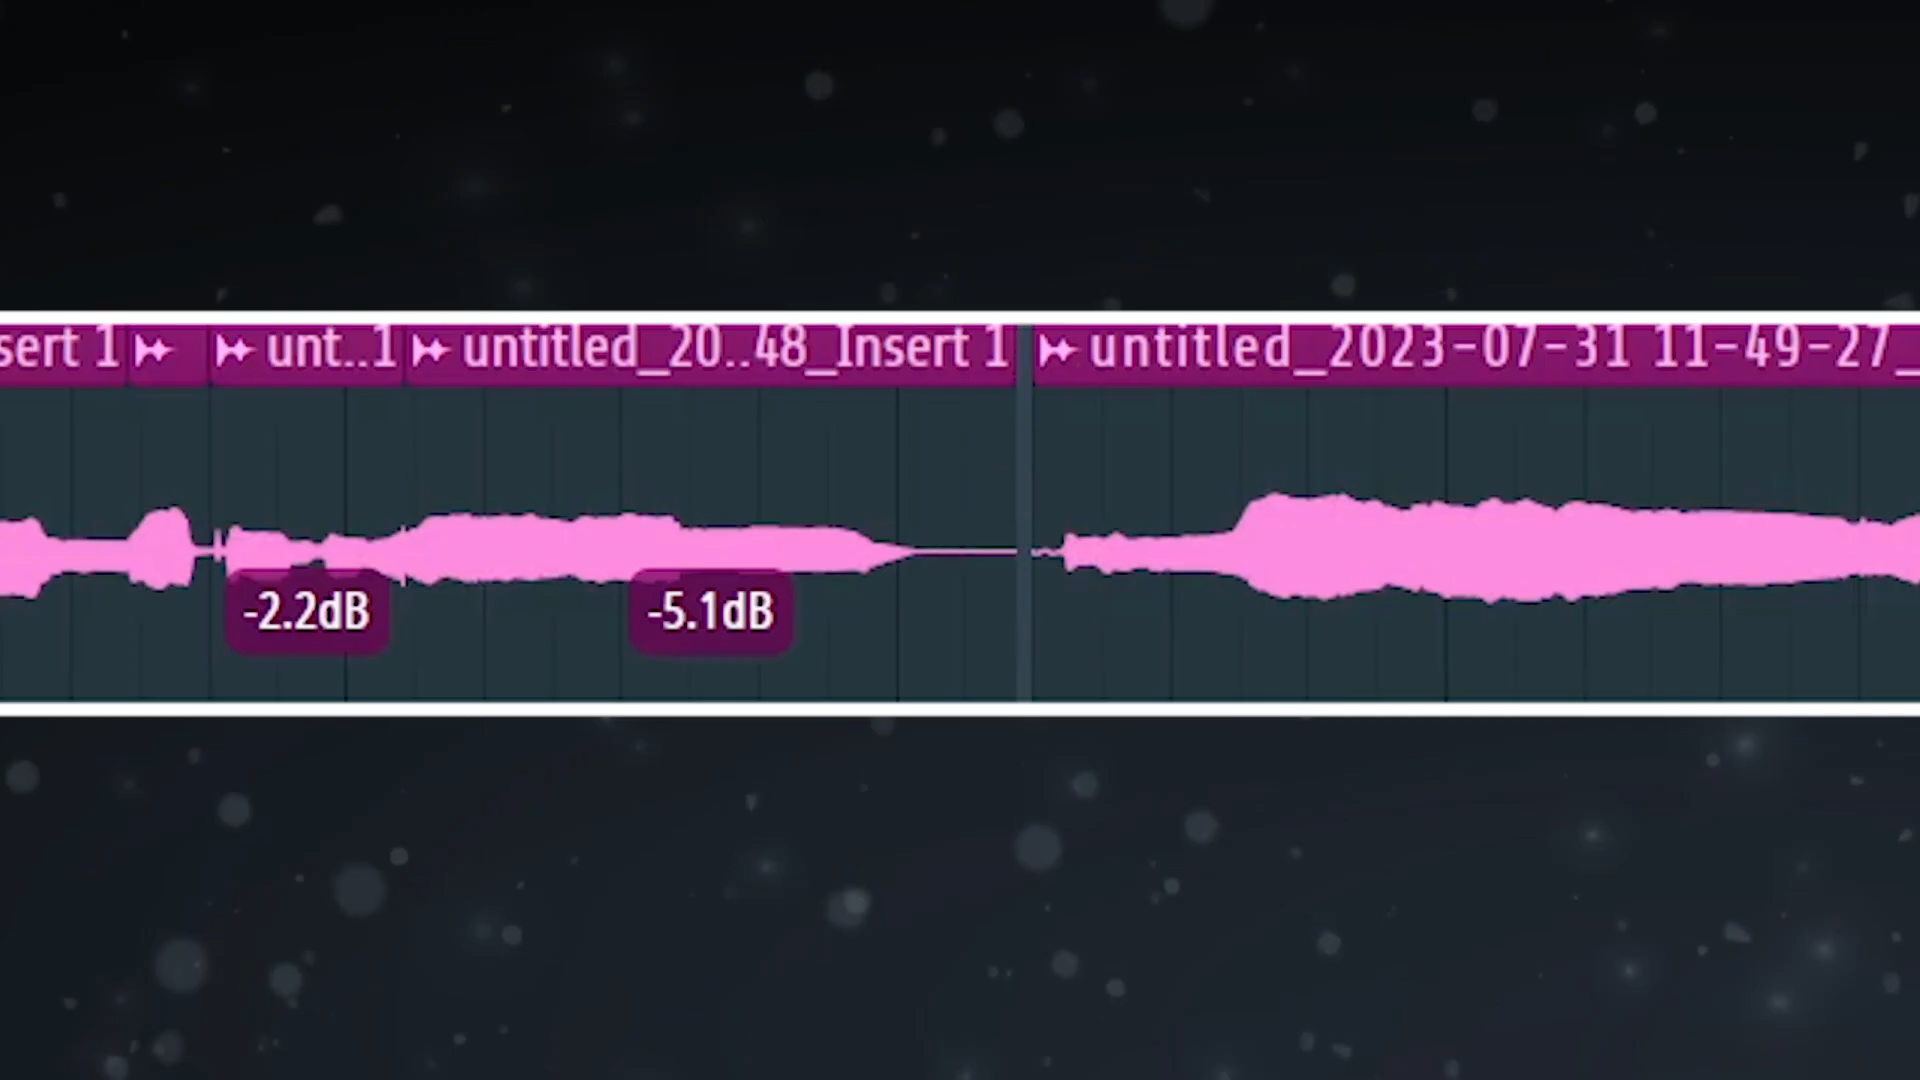 sert 1 unt..1 untitled_20..48_Insert 1 untitled_2023-07-31 11-49-27_
-2.2dB -5.1dB